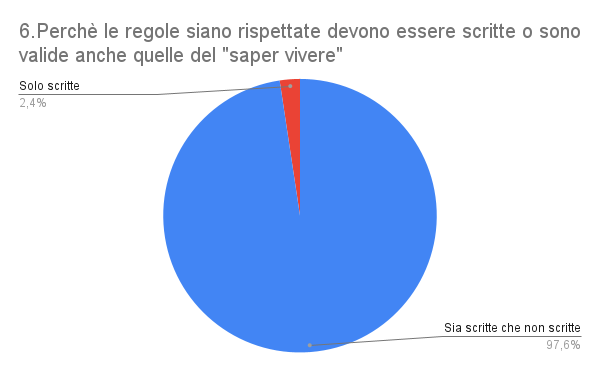 6.Perchè le regole siano rispettate devono essere scritte o sono
valide anche quelle del "saper vivere"
Solo scritte
2,4%
Sia scritte che non scritte
97,6%